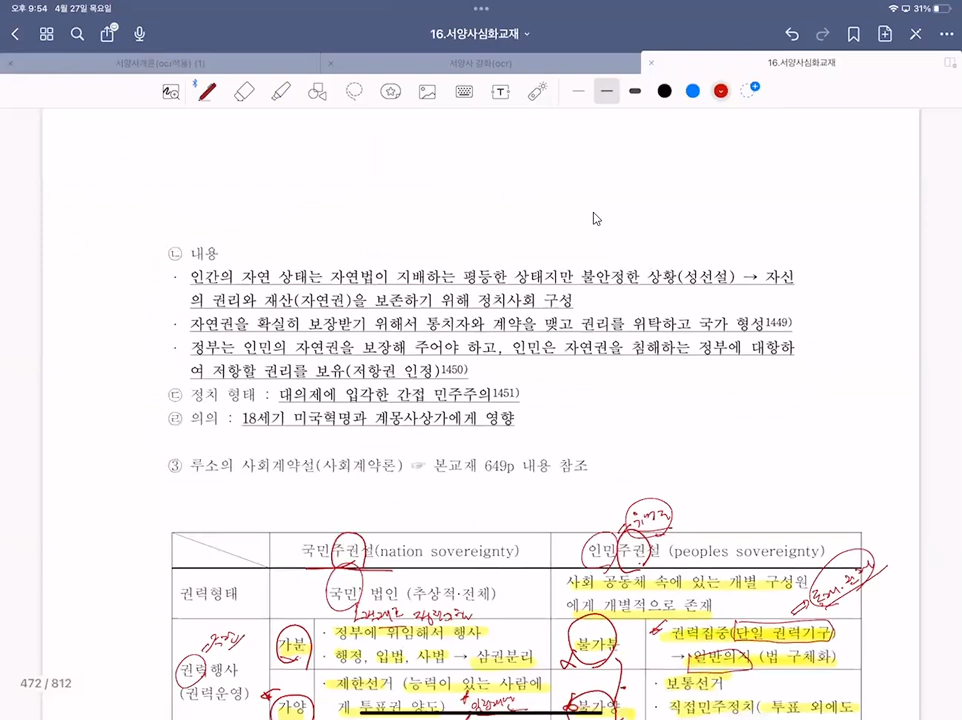 오후 9:54 4월 27일 목요일
31%
16.서양사심화교재
서양사개론(ocr적용) (1)
서양사 강화(ocr)
16.서양사심화교재
㉡ 내용
· 인간의 자연 상태는 자연법이 지배하는 평등한 상태지만 불안정한 상황(성선설) → 자신
의 권리와 재산(자연권)을 보존하기 위해 정치사회 구성
· 자연권을 확실히 보장받기 위해서 통치자와 계약을 맺고 권리를 위탁하고 국가 형성1449)
· 정부는 인민의 자연권을 보장해 주어야 하고, 인민은 자연권을 침해하는 정부에 대항하
여 저항할 권리를 보유(저항권 인정)1450)
㉢ 정치 형태 : 대의제에 입각한 간접 민주주의1451)
㉣ 의의 : 18세기 미국혁명과 계몽사상가에게 영향
③ 루소의 사회계약설(사회계약론) ☞ 본교재 649p 내용 참조
국민주권설(nation sovereignty)
인민주권설 (peoples sovereignty)
권력형태
'국민' 법인 (추상적·전체)
사회 공동체 속에 있는 개별 구성원
에게 개별적으로 존재
권력행사
(권력운영)
가분
· 정부에 위임해서 행사
· 행정, 입법, 사법 → 삼권분리
불가분
· 권력집중(단일 권력기구)
→일반의지 (법 구체화)
가양
· 제한선거 (능력이 있는 사람에
게 투표권 양도)
불가양
· 보통선거
· 직접민주정치( 투표 외에도
472 / 812